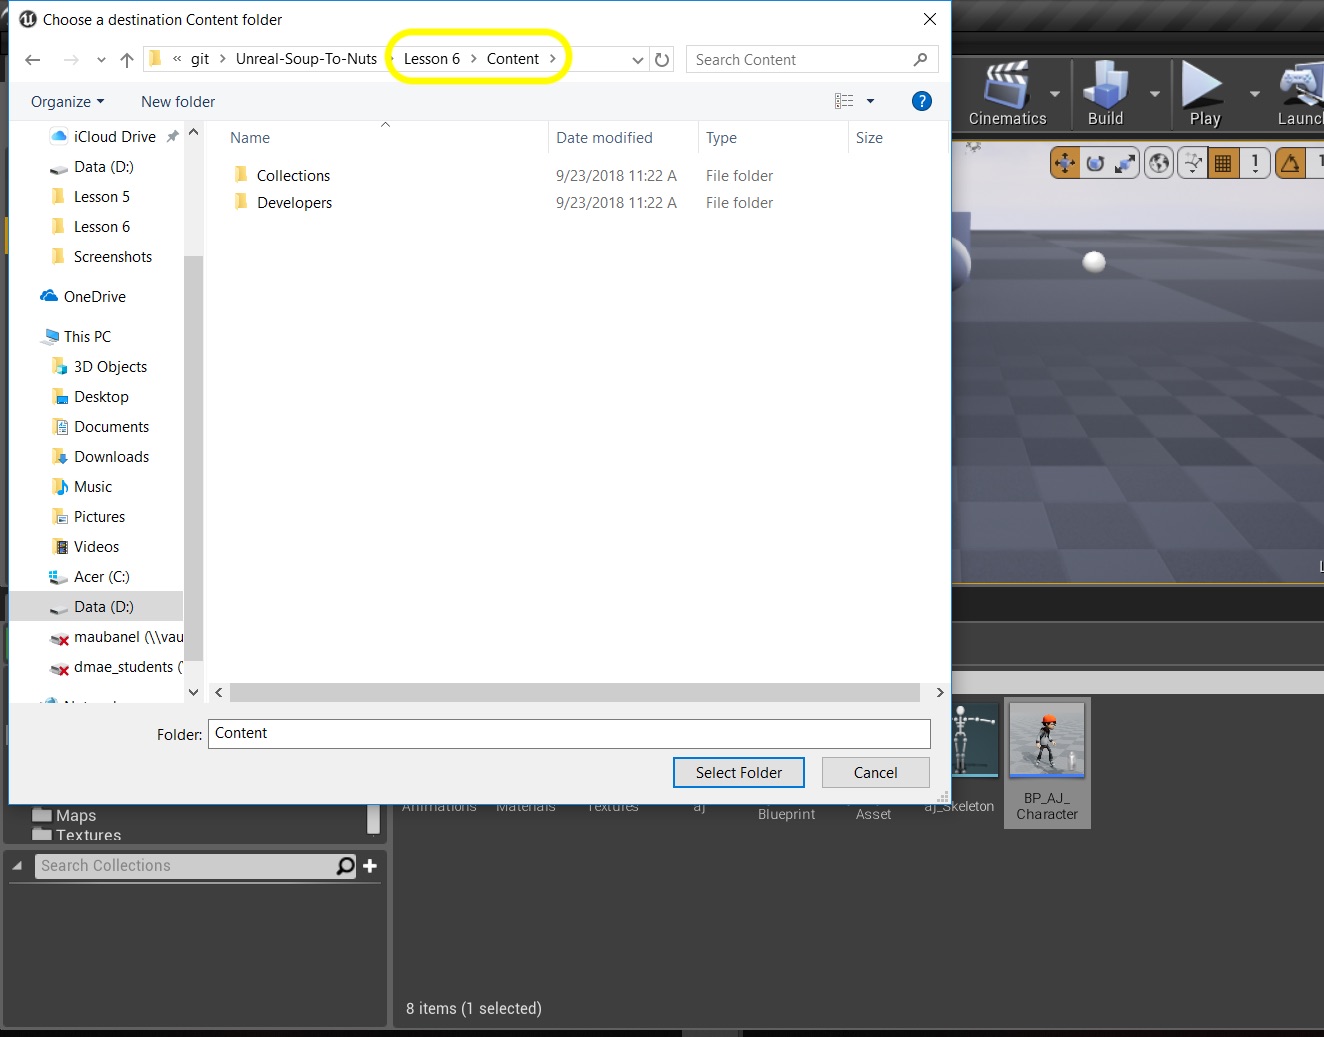 Choose a destination Content folder
« git > Unreal-Soup-To-Nuts > Lesson 6 > Content >
Search Content
Organize
New folder
iCloud Drive
Data (D:)
Lesson 5
Lesson 6
Screenshots
OneDrive
This PC
3D Objects
Desktop
Documents
Downloads
Music
Pictures
Videos
Acer (C:)
Data (D:)
maubanel (\\vau
dmae_students (
Name Date modified Type Size
Collections 9/23/2018 11:22 A File folder
Developers 9/23/2018 11:22 A File folder
Folder: Content
Select Folder
Cancel
Cinematics
Build
Play
Launc
1
1
Maps
Textures
Search Collections
Animations
Materials
Textures
aj
Blueprint
Asset
aj_Skeleton
BP_AJ_
Character
8 items (1 selected)